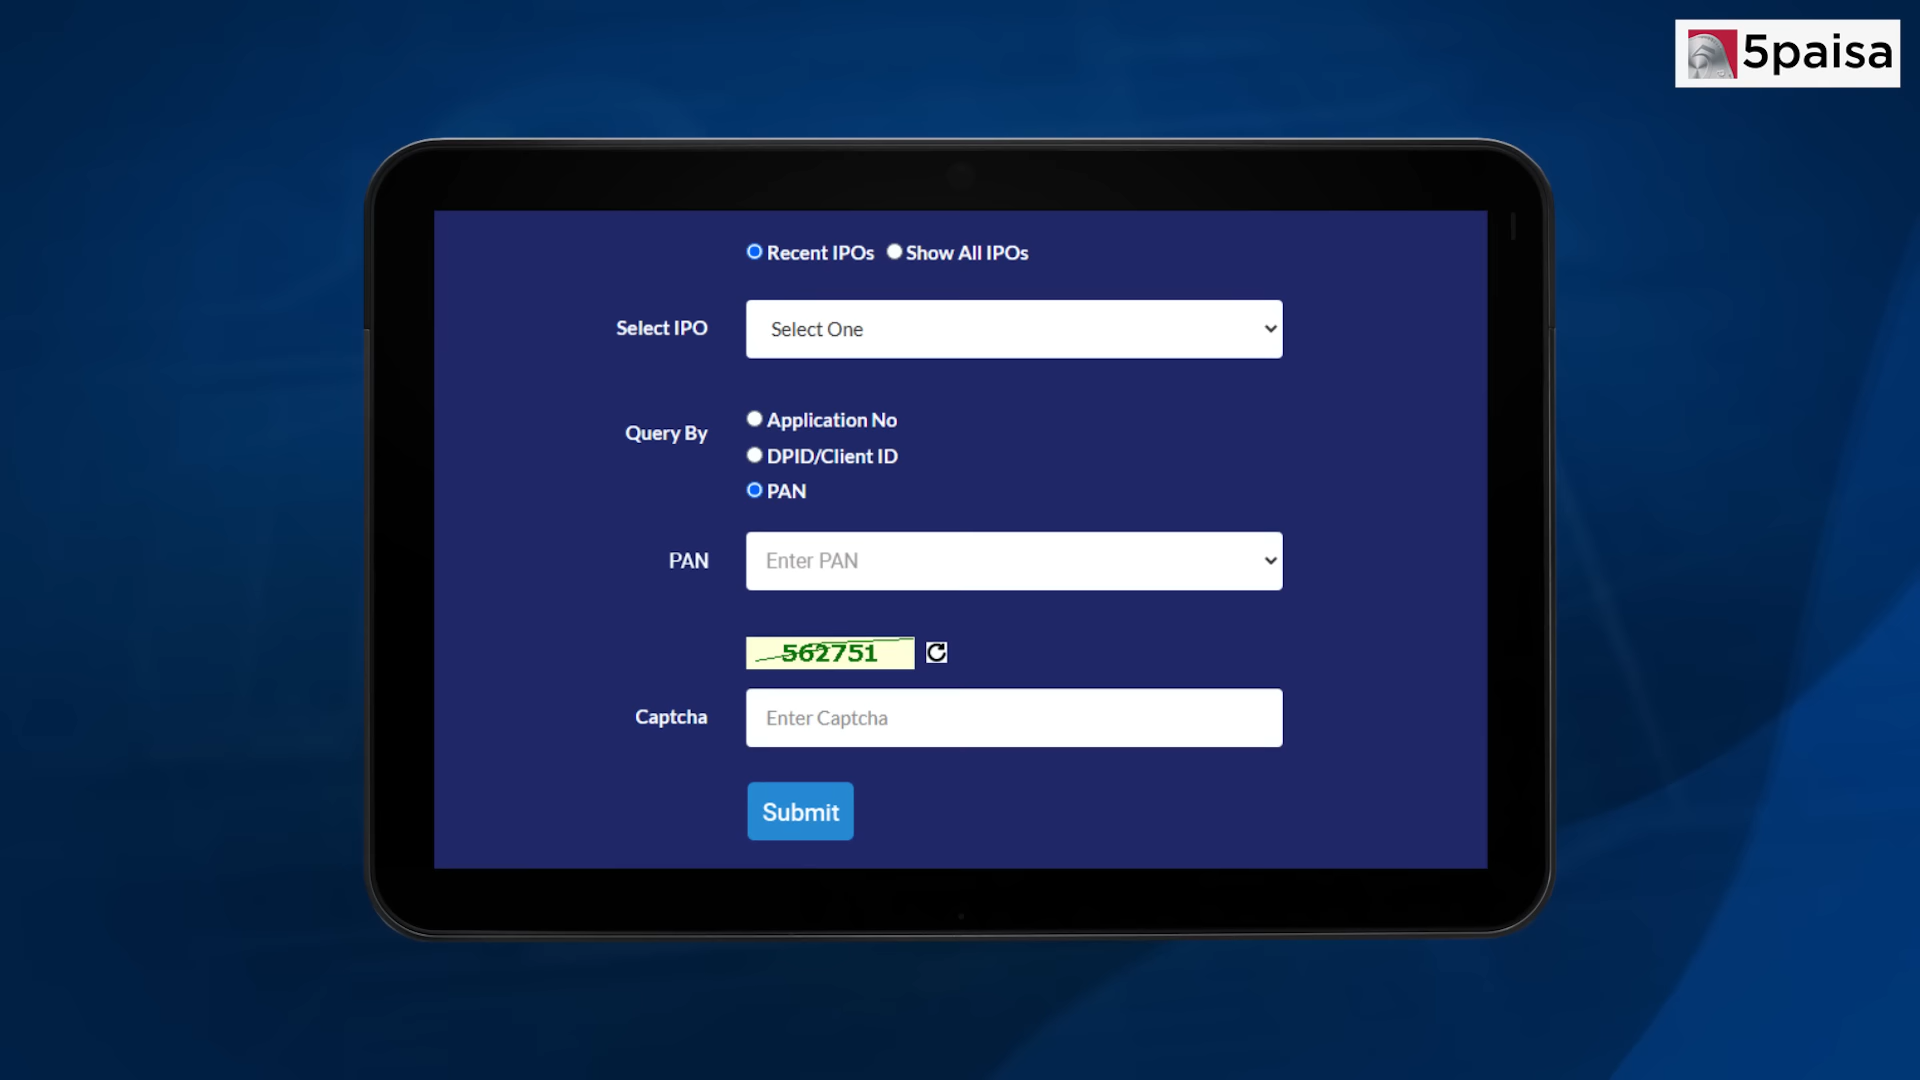 5paisa
Recent IPOs Show All IPOs
Select IPO Select One
Query By
Application No
DPID/Client ID
PAN
PAN Enter PAN
562751
Captcha Enter Captcha
Submit